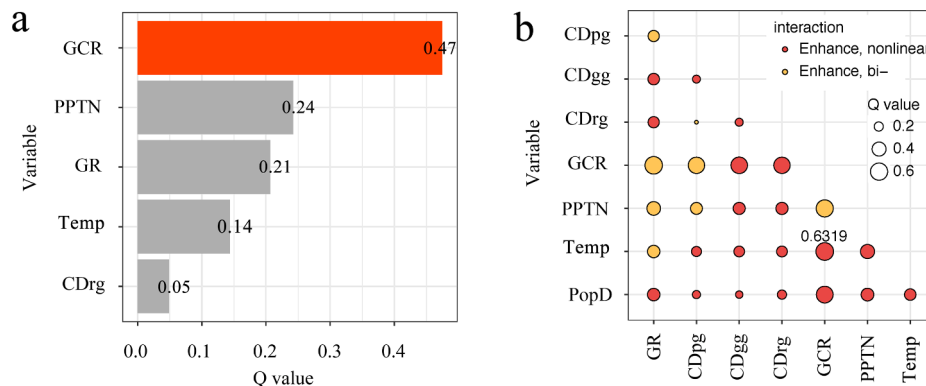 a
Variable
GCR
0.47
PPTN
0.24
GR
0.21
Temp
0.14
CDrg
0.05
0.0 0.1 0.2 0.3 0.4
Q value
b
Variable
interaction
Enhance, nonlinear
Enhance, bi-
Q value
0.2
0.4
0.6
CDpg
CDgg
CDrg
GCR
PPTN
0.6319
Temp
PopD
GR CDpg CDgg CDrg GCR PPTN Temp